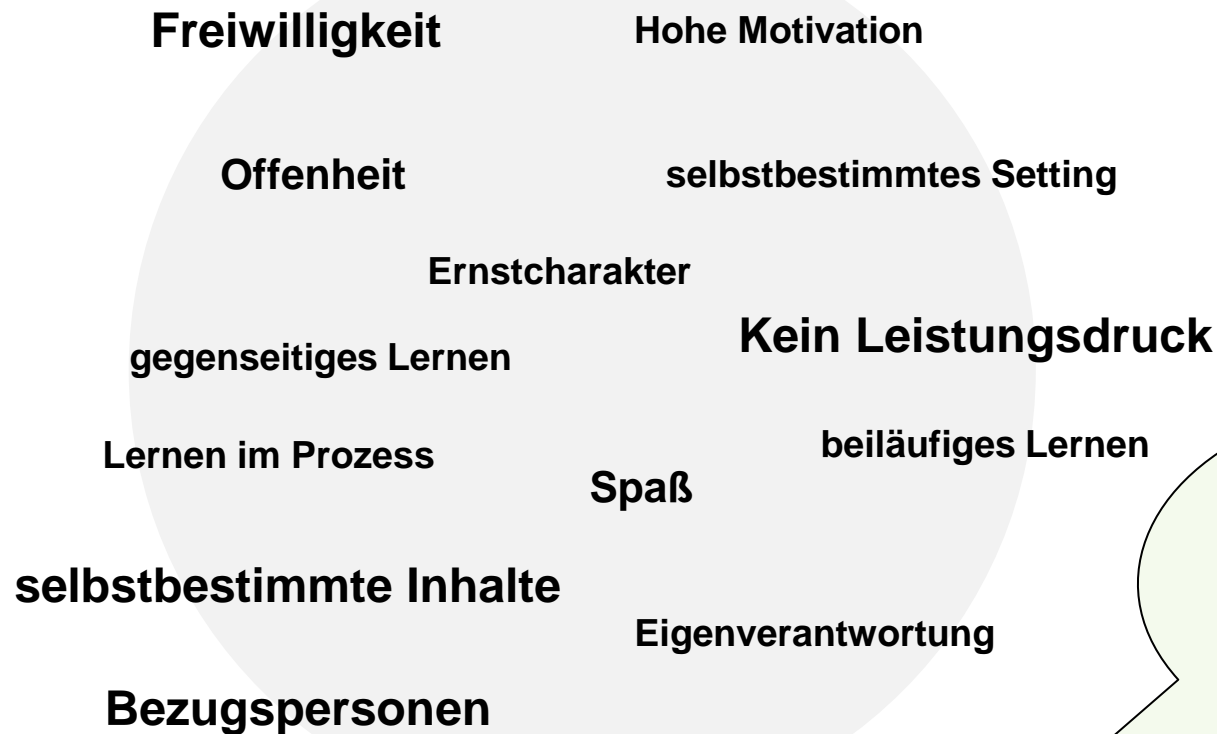 Freiwilligkeit
Hohe Motivation
Offenheit
selbstbestimmtes Setting
Ernstcharakter
Kein Leistungsdruck
gegenseitiges Lernen
beiläufiges Lernen
Lernen im Prozess
Spaß
selbstbestimmte Inhalte
Eigenverantwortung
Bezugspersonen